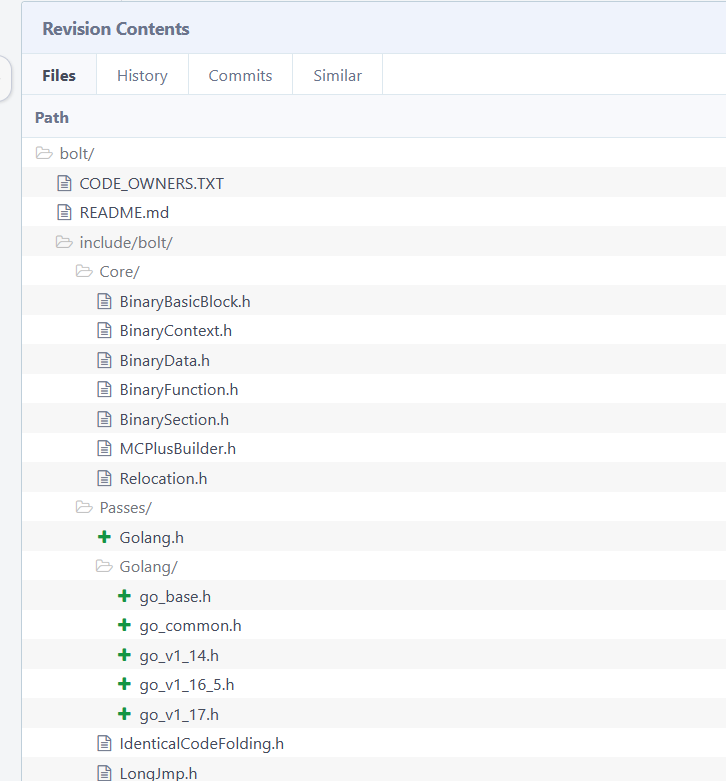 Revision Contents
Files History Commits Similar
Path
bolt/
CODE_OWNERS.TXT
README.md
include/bolt/
Core/
BinaryBasicBlock.h
BinaryContext.h
BinaryData.h
BinaryFunction.h
BinarySection.h
MCPlusBuilder.h
Relocation.h
Passes/
Golang.h
Golang/
go_base.h
go_common.h
go_v1_14.h
go_v1_16_5.h
go_v1_17.h
IdenticalCodeFolding.h
LongJmp.h